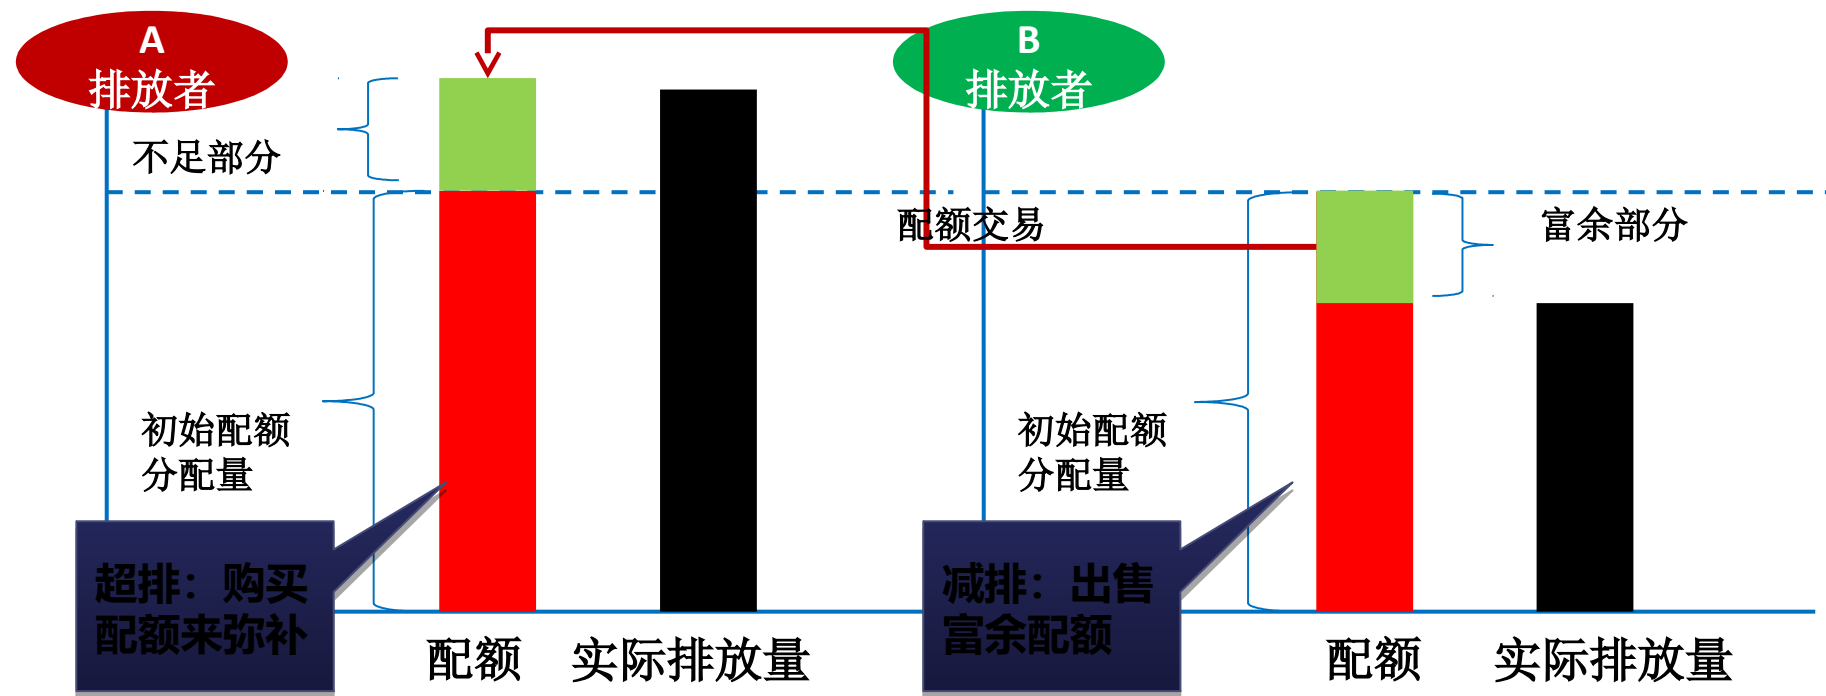 A
排放者
不足部分
初始配额
分配量
超排：购买
配额来弥补
配额
实际排放量
B
排放者
配额交易
富余部分
初始配额
分配量
减排：出售
富余配额
配额
实际排放量